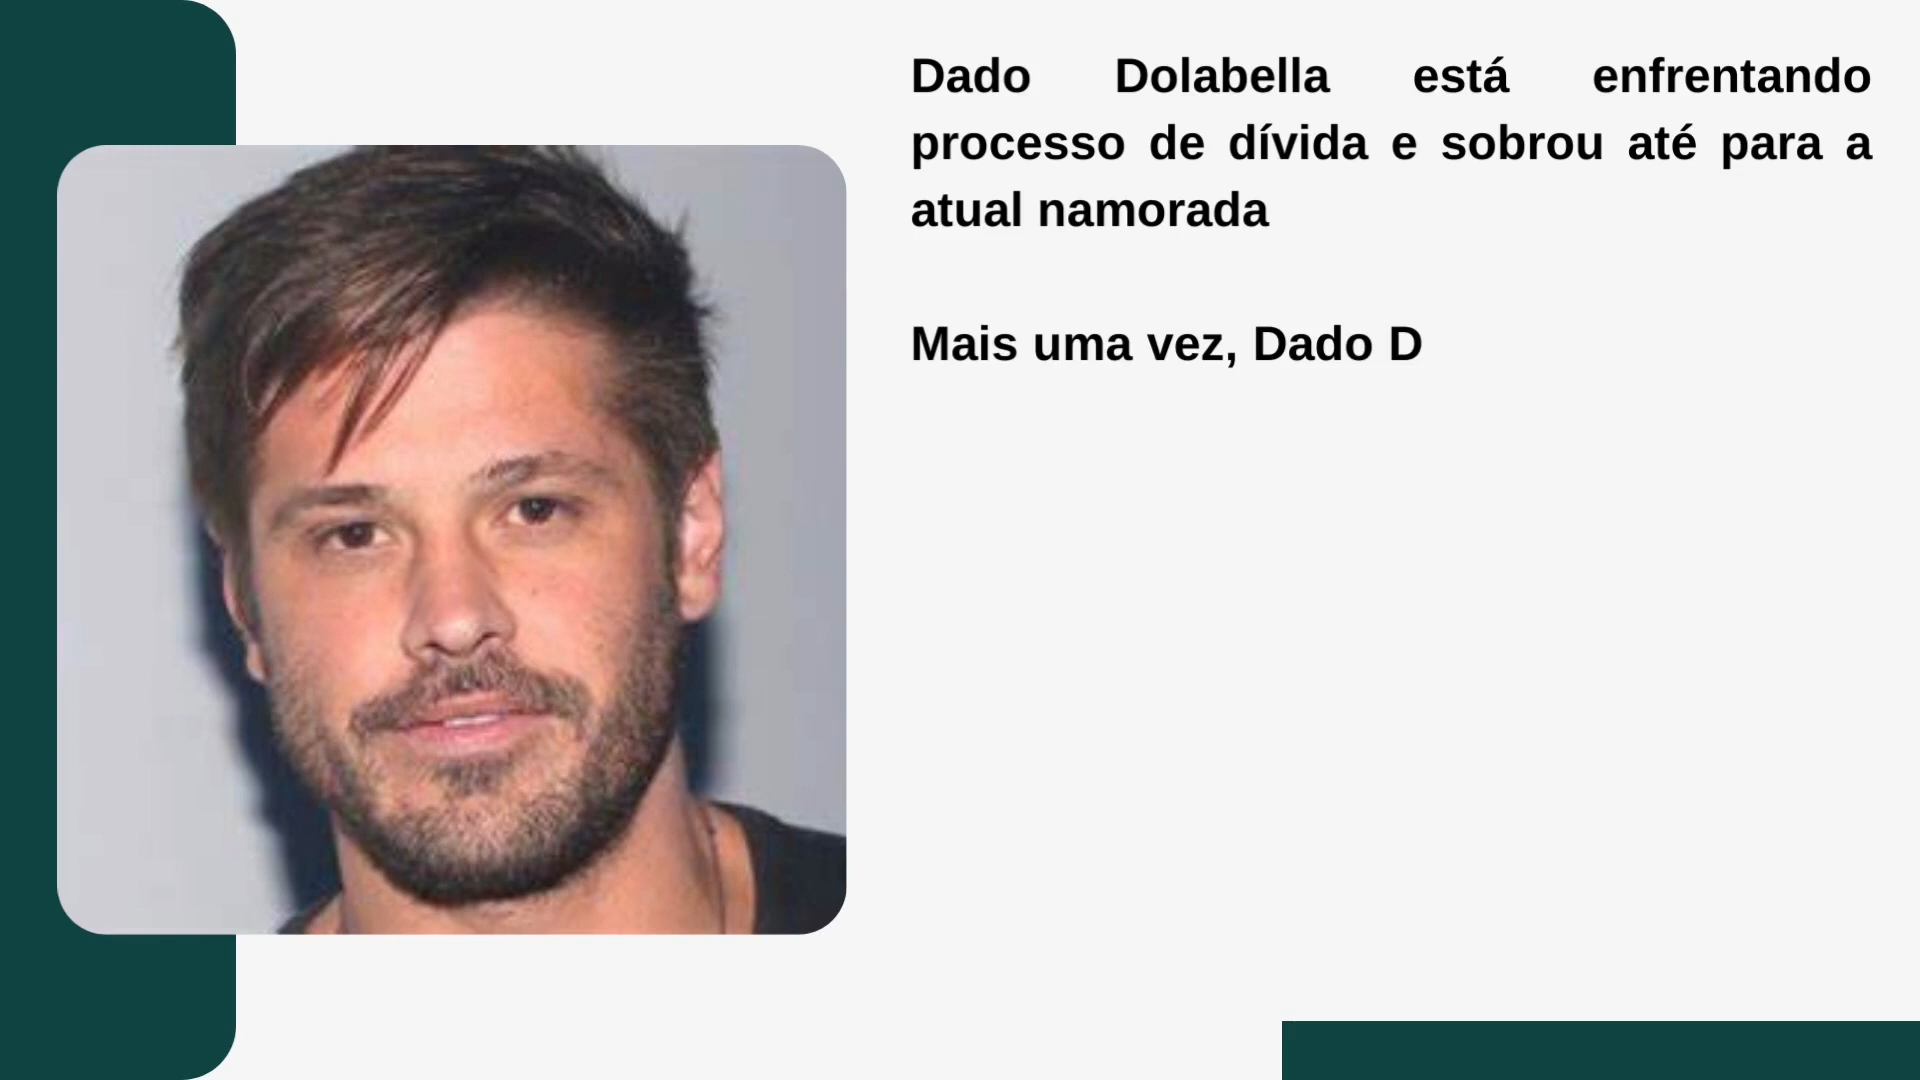 Dado Dolabella está enfrentando
processo de dívida e sobrou até para a
atual namorada
Mais uma vez, Dado D